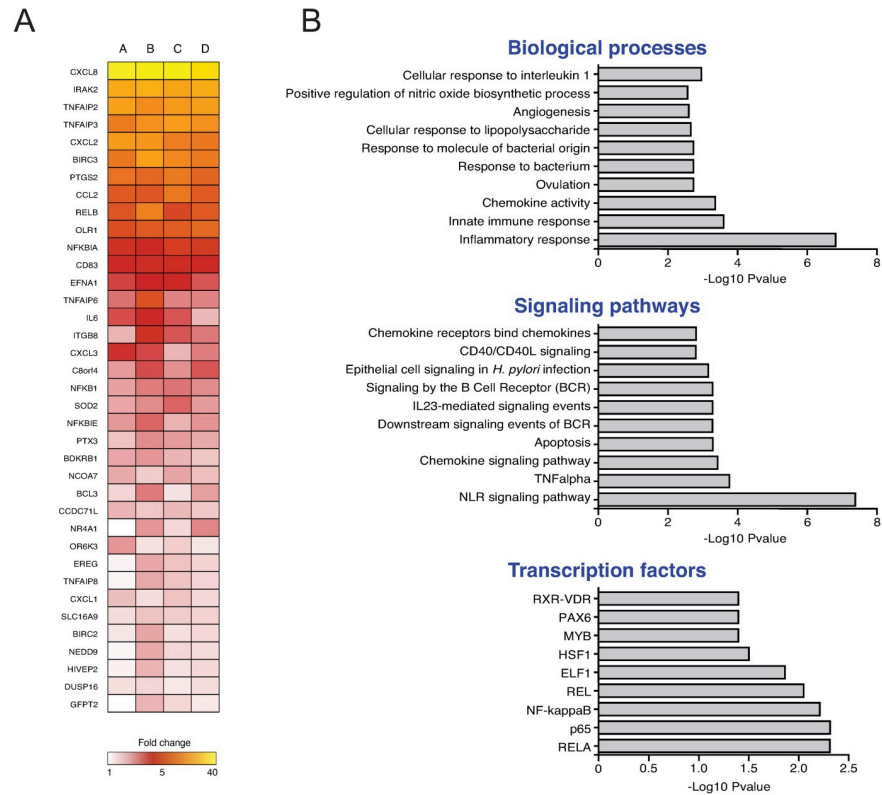 A
B
A B C D
CXCL8
IRAK2
TNFAIP2
TNFAIP3
CXCL2
BIRC3
PTGS2
CCL2
RELB
OLR1
NFKBIA
CD83
EFNA1
TNFAIP6
IL6
ITGB8
CXCL3
C8orf4
NFKB1
SOD2
NFKBIE
PTX3
BDKRB1
NCOA7
BCL3
CCDC71L
NR4A1
OR6K3
EREG
TNFAIP8
CXCL1
SLC16A9
BIRC2
NEDD9
HIVEP2
DUSP16
GFPT2
Fold change
1 5 40
Biological processes
Cellular response to interleukin 1
Positive regulation of nitric oxide biosynthetic process
Angiogenesis
Cellular response to lipopolysaccharide
Response to molecule of bacterial origin
Response to bacterium
Ovulation
Chemokine activity
Innate immune response
Inflammatory response
0 2 4 6 8
-Log10 Pvalue
Signaling pathways
Chemokine receptors bind chemokines
CD40/CD40L signaling
Epithelial cell signaling in H. pylori infection
Signaling by the B Cell Receptor (BCR)
IL23-mediated signaling events
Downstream signaling events of BCR
Apoptosis
Chemokine signaling pathway
TNFalpha
NLR signaling pathway
0 2 4 6 8
-Log10 Pvalue
Transcription factors
RXR-VDR
PAX6
MYB
HSF1
ELF1
REL
NF-kappaB
p65
RELA
0 0.5 1.0 1.5 2.0 2.5
-Log10 Pvalue